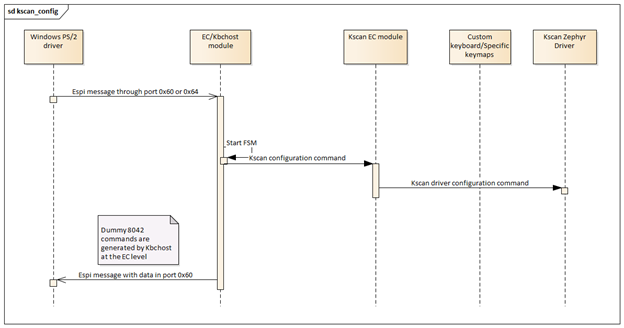 sd kscan_config
Windows PS/2
driver
EC/Kbchost
module
Kscan EC module
Custom
keyboard/Specific
keymaps
Kscan Zephyr
Driver
Espi message through port 0x60 or 0x64
Start FSM
Kscan configuration command
Kscan driver configuration command
Dummy 8042
commands are
generated by Kbchost
at the EC level
Espi message with data in port 0x60